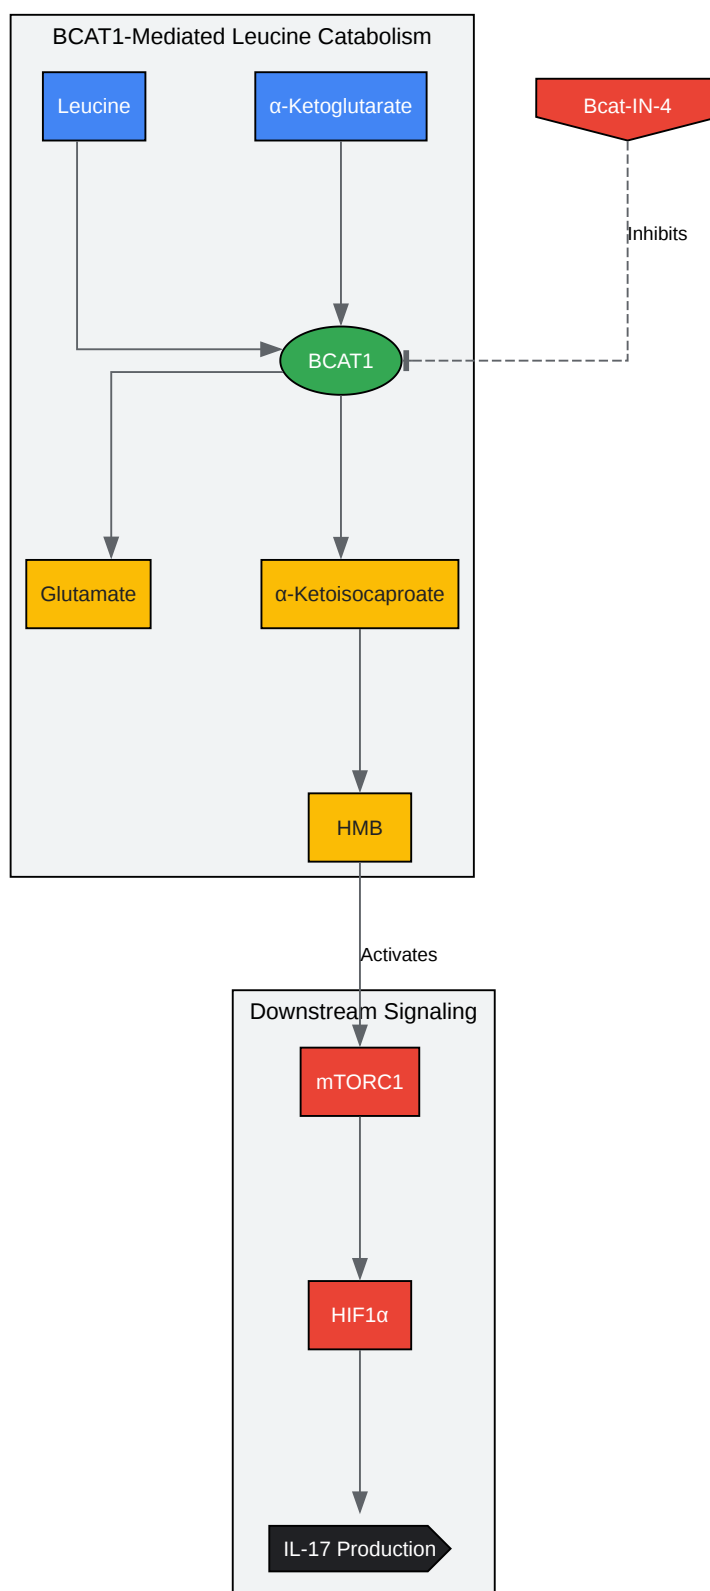 BCAT1-Mediated Leucine Catabolism
Leucine
α-Ketoglutarate
Bcat-IN-4
Inhibits
BCAT1
Glutamate
α-Ketoisocaproate
HMB
Activates
Downstream Signaling
mTORC1
HIF1α
IL-17 Production